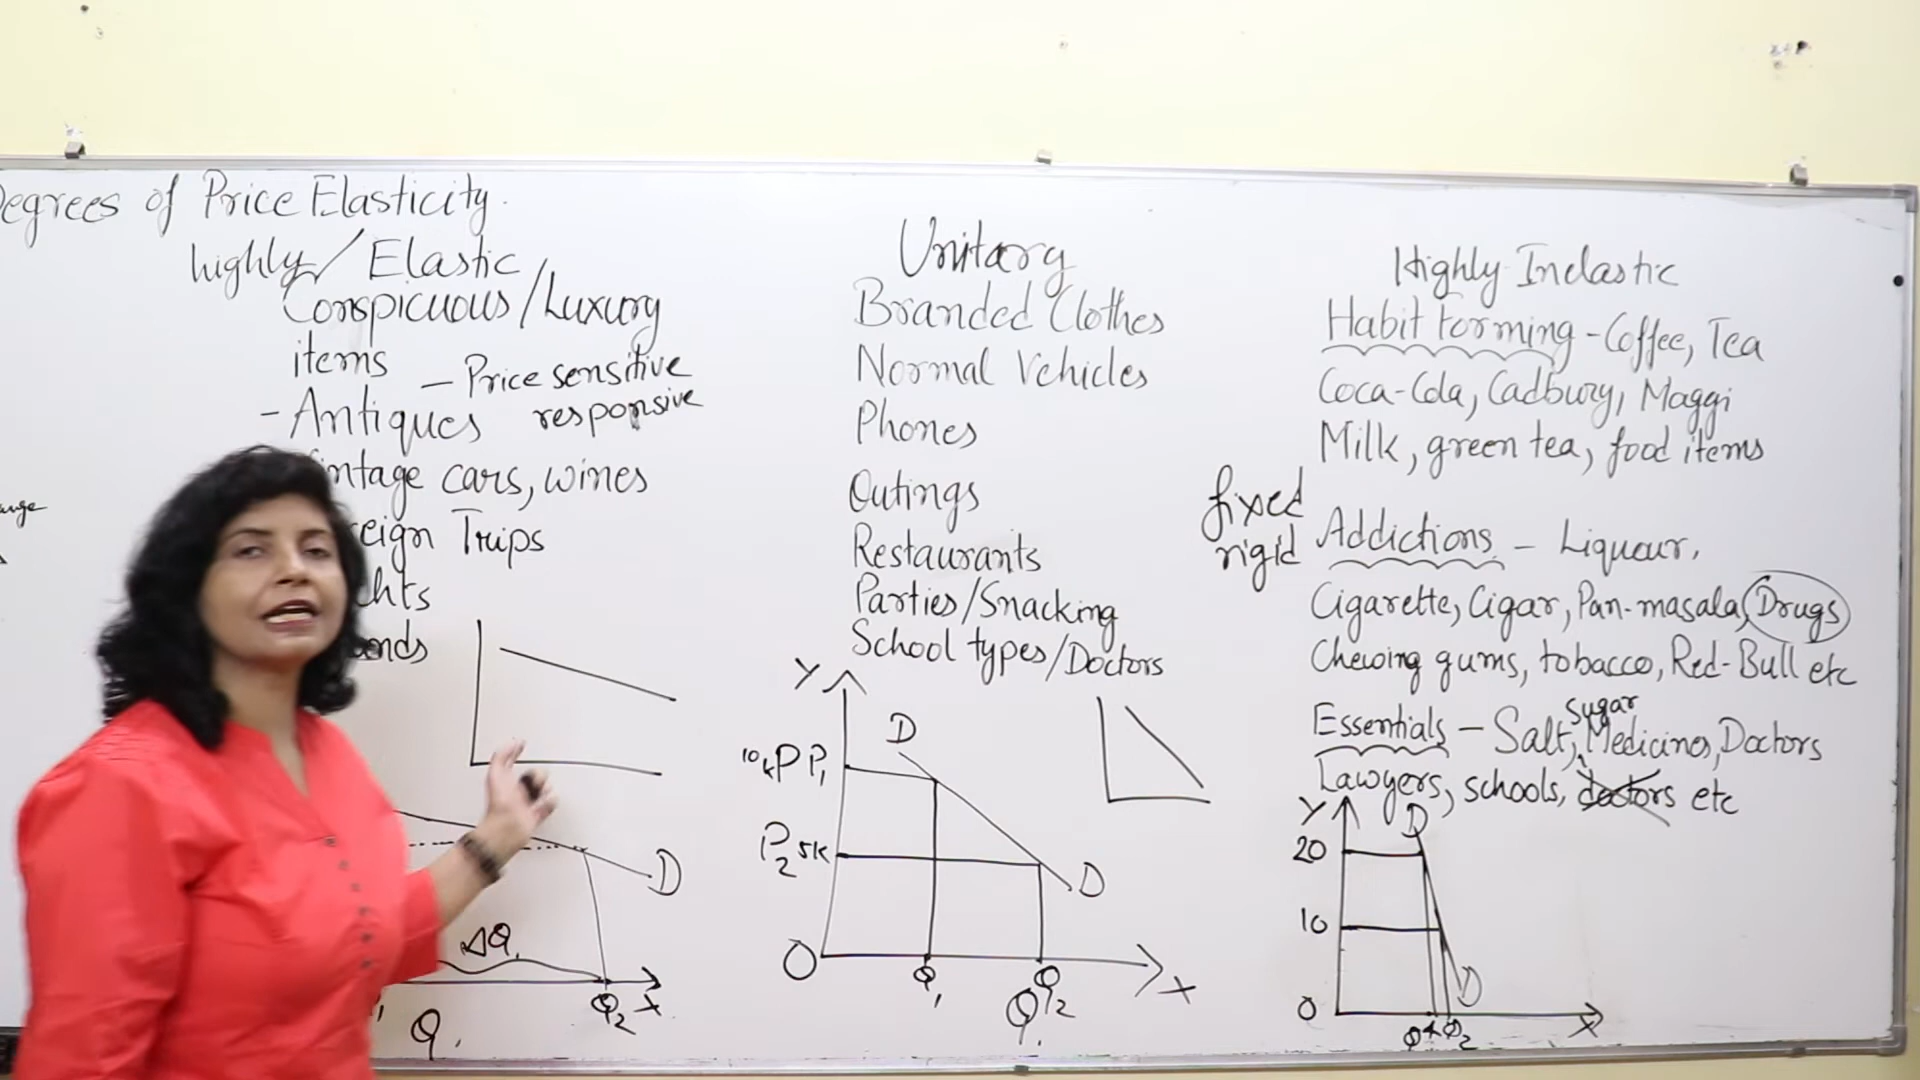 Degrees of Price Elasticity.
highly/ Elastic
Conspicuous/Luxury
items
- Price sensitive
responsive
- Antiques
Vintage cars, wines
Foreign Trips
D
ΔQ,
Q2
X
Q,
Unitary
Branded Clothes
Normal Vehicles
Phones
Outings
Restaurants
Parties/Snacking
School types/Doctors
Y
D
10k P P1
P2 5K
D
O
Q1
Q2
X
Highly Inelastic
Habit forming - Coffee, Tea
Coca-Cola, Cadbury, Maggi
Milk, green tea, food items
fixed
rigid
Addictions - Liqueur,
Cigarette, Cigar, Pan-masala, Drugs
Chewing gums, tobacco, Red-Bull etc
sugar
Essentials - Salt, Medicines, Doctors
Lawyers, schools, doctors etc
Y
D
20
10
D
0
Q2
X